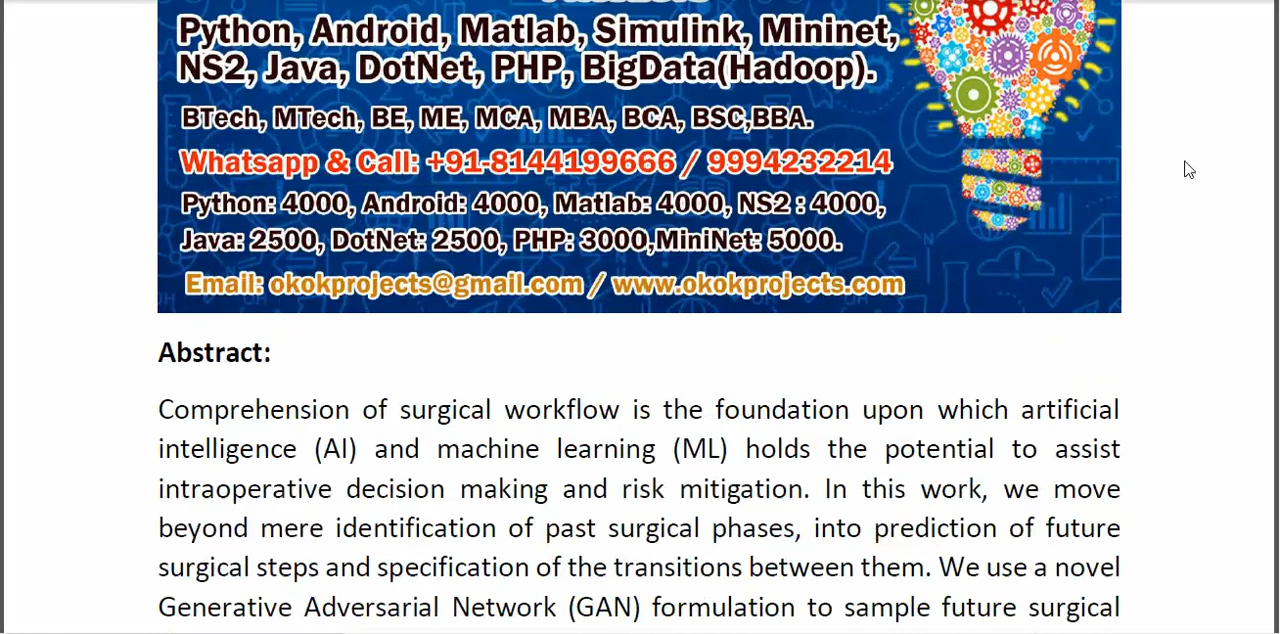 Python, Android, Matlab, Simulink, Mininet,
NS2, Java, DotNet, PHP, BigData(Hadoop).
BTech, MTech, BE, ME, MCA, MBA, BCA, BSC,BBA.
Whatsapp & Call: +91-8144199666 / 9994232214
Python: 4000, Android: 4000, Matlab: 4000, NS2 : 4000,
Java: 2500, DotNet: 2500, PHP: 3000,MiniNet: 5000.
Email: okokprojects@gmail.com / www.okokprojects.com
Abstract:
Comprehension of surgical workflow is the foundation upon which artificial
intelligence (AI) and machine learning (ML) holds the potential to assist
intraoperative decision making and risk mitigation. In this work, we move
beyond mere identification of past surgical phases, into prediction of future
surgical steps and specification of the transitions between them. We use a novel
Generative Adversarial Network (GAN) formulation to sample future surgical